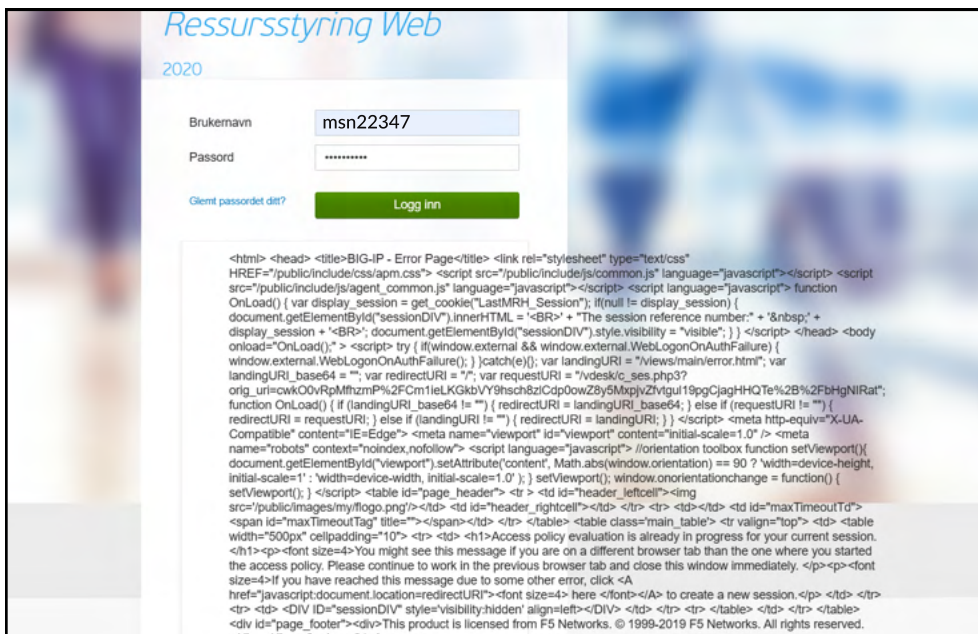 Ressursstyring Web
2020
Brukernavn
msn22347
Passord
••••••••••
Glemt passordet ditt?
Logg inn
<html> <head> <title>BIG-IP - Error Page</title> <link rel="stylesheet" type="text/css"
HREF="/public/include/css/apm.css"> <script src="/public/include/js/common.js" language="javascript"></script> <script
src="/public/include/js/agent_common.js" language="javascript"></script> <script language="javascript"> function
OnLoad() { var display_session = get_cookie("LastMRH_Session"); if(null != display_session) {
document.getElementById("sessionDIV").innerHTML = '<BR>' + "The session reference number:" + '&nbsp;' +
display_session + '<BR>'; document.getElementById("sessionDIV").style.visibility = "visible"; } } </script> </head> <body
onload="OnLoad();" > <script> try { if(window.external && window.external.WebLogonOnAuthFailure) {
window.external.WebLogonOnAuthFailure(); } }catch(e){}; var landingURI = "/views/main/error.html"; var
landingURI_base64 = ""; var redirectURI = "/"; var requestURI = "/vdesk/c_ses.php3?
orig_uri=cwkO0vRpMfhzmP%2FCm1ieLKGkbVY9hsch8zlCdp0owZ8y5MxpjvZfvtgul19pgCjagHHQTe%2B%2FbHgNIRat";
function OnLoad() { if (landingURI_base64 != "") { redirectURI = landingURI_base64; } else if (requestURI != "") {
redirectURI = requestURI; } else if (landingURI != "") { redirectURI = landingURI; } } </script> <meta http-equiv="X-UA-
Compatible" content="IE=Edge"> <meta name="viewport" id="viewport" content="initial-scale=1.0" /> <meta
name="robots" context="noindex,nofollow"> <script language="javascript"> //orientation toolbox function setViewport(){
document.getElementById("viewport").setAttribute('content', Math.abs(window.orientation) == 90 ? 'width=device-height,
initial-scale=1' : 'width=device-width, initial-scale=1.0' ); } setViewport(); window.onorientationchange = function() {
setViewport(); } </script> <table id="page_header"> <tr > <td id="header_leftcell"><img
src='/public/images/my/flogo.png'/></td> <td id="header_rightcell"></td> </tr> <tr> <td></td> <td id="maxTimeoutTd">
<span id="maxTimeoutTag" title=""></span></td> </tr> </table> <table class='main_table'> <tr valign="top"> <td> <table
width="500px" cellpadding="10"> <tr> <td> <h1>Access policy evaluation is already in progress for your current session.
</h1><p><font size=4>You might see this message if you are on a different browser tab than the one where you started
the access policy. Please continue to work in the previous browser tab and close this window immediately. </p><p><font
size=4>If you have reached this message due to some other error, click <A
href="javascript:document.location=redirectURI"><font size=4> here </font></A> to create a new session.</p> </td> </tr>
<tr> <td> <DIV ID="sessionDIV" style='visibility:hidden' align=left></DIV> </td> </tr> <tr> </table> </td> </tr> </table>
<div id="page_footer"><div>This product is licensed from F5 Networks. © 1999-2019 F5 Networks. All rights reserved.